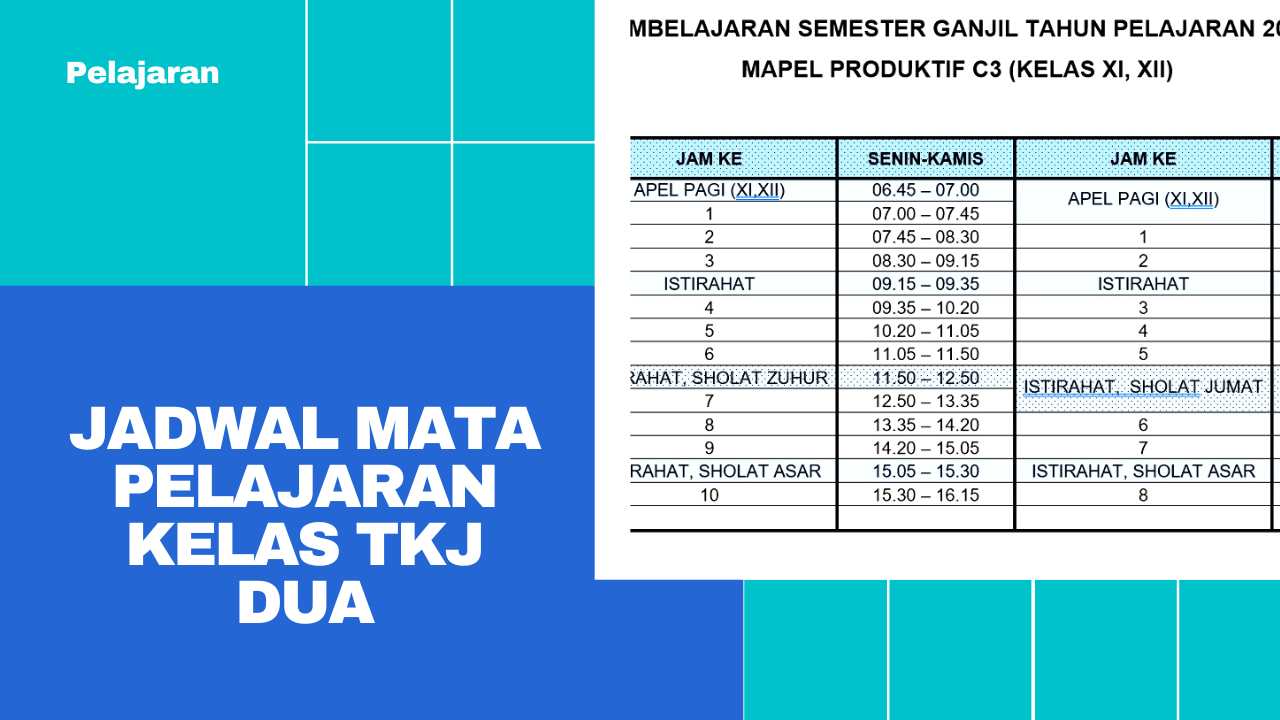 Pelajaran
JADWAL MATA
PELAJARAN
KELAS TKJ
DUA
MBELAJARAN SEMESTER GANJIL TAHUN PELAJARAN 20
MAPEL PRODUKTIF C3 (KELAS XI, XII)
JAM KE SENIN-KAMIS JAM KE
APEL PAGI (XI,XII) 06.45 – 07.00 APEL PAGI (XI,XII)
1 07.00 – 07.45
2 07.45 – 08.30 1
3 08.30 – 09.15 2
ISTIRAHAT 09.15 – 09.35 ISTIRAHAT
4 09.35 – 10.20 3
5 10.20 – 11.05 4
6 11.05 – 11.50 5
RAHAT, SHOLAT ZUHUR 11.50 – 12.50 ISTIRAHAT, SHOLAT JUMAT
7 12.50 – 13.35
8 13.35 – 14.20 6
9 14.20 – 15.05 7
RAHAT, SHOLAT ASAR 15.05 – 15.30 ISTIRAHAT, SHOLAT ASAR
10 15.30 – 16.15 8